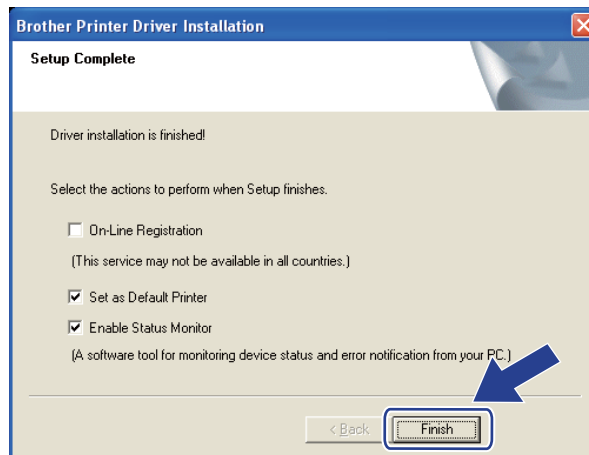 Brother Printer Driver Installation
Setup Complete
Driver installation is finished!
Select the actions to perform when Setup finishes.
On-Line Registration
(This service may not be available in all countries.)
Set as Default Printer
Enable Status Monitor
(A software tool for monitoring device status and error notification from your PC.)
< Back Finish